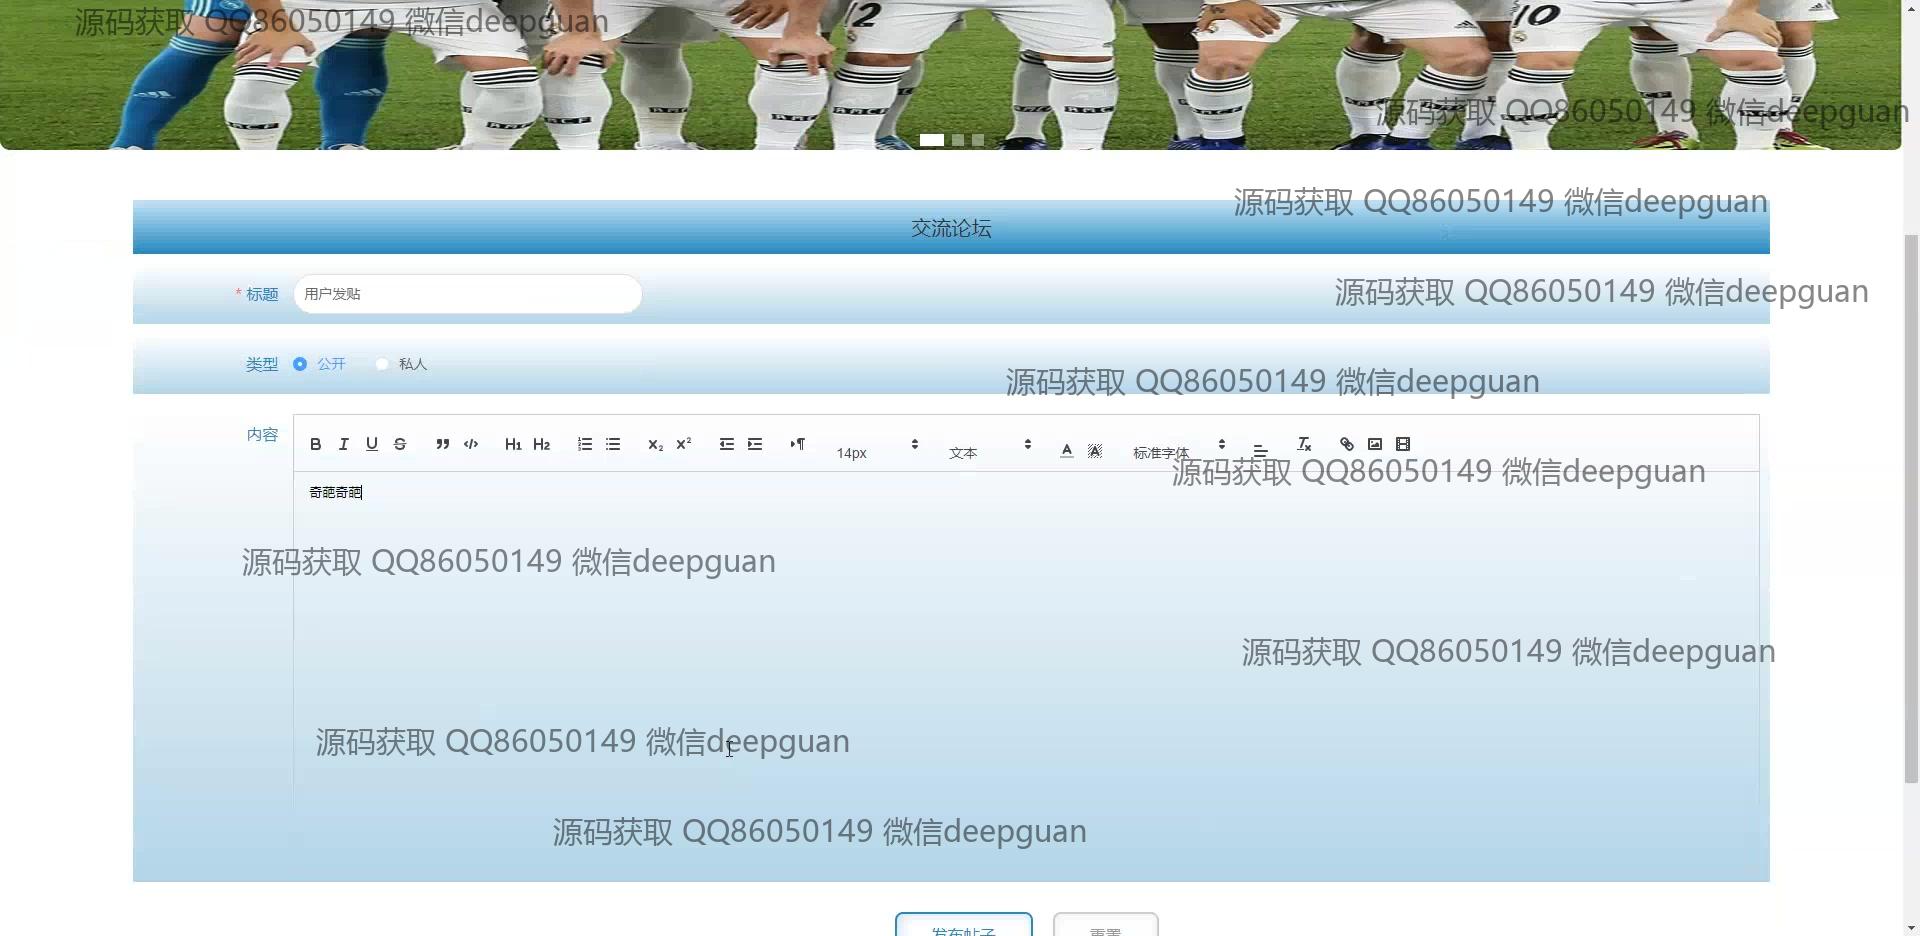 源码获取 QQ86050149 微信deepguan
12
10
源码获取 QQ86050149 微信deepguan
源码获取 QQ86050149 微信deepguan
交流论坛
* 标题 用户发贴
源码获取 QQ86050149 微信deepguan
类型 公开 私人
源码获取 QQ86050149 微信deepguan
内容
B I U S ” </> H1 H2 X2 X2 ¶ 14px 文本 A A 标准字体 Tx
源码获取 QQ86050149 微信deepguan
奇葩奇葩
源码获取 QQ86050149 微信deepguan
源码获取 QQ86050149 微信deepguan
源码获取 QQ86050149 微信deepguan
源码获取 QQ86050149 微信deepguan
发布帖子 重置